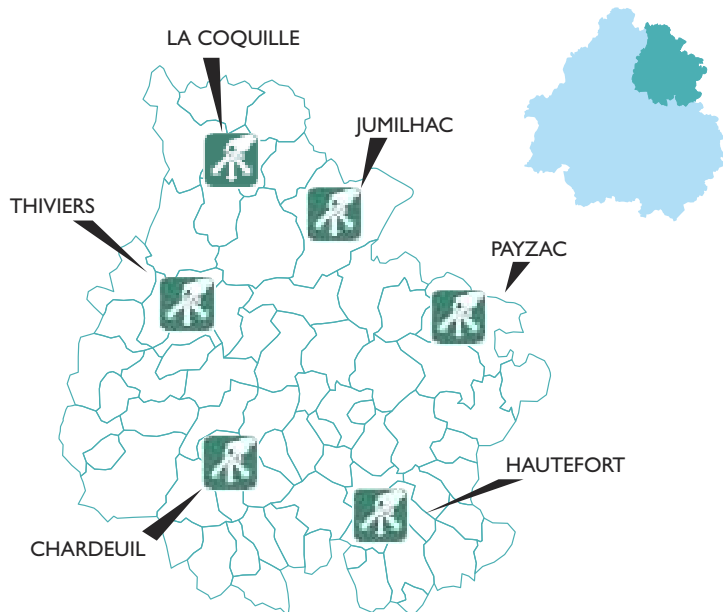 LA COQUILLE
JUMILHAC
THIVIERS
PAYZAC
HAUTEFORT
CHARDEUIL